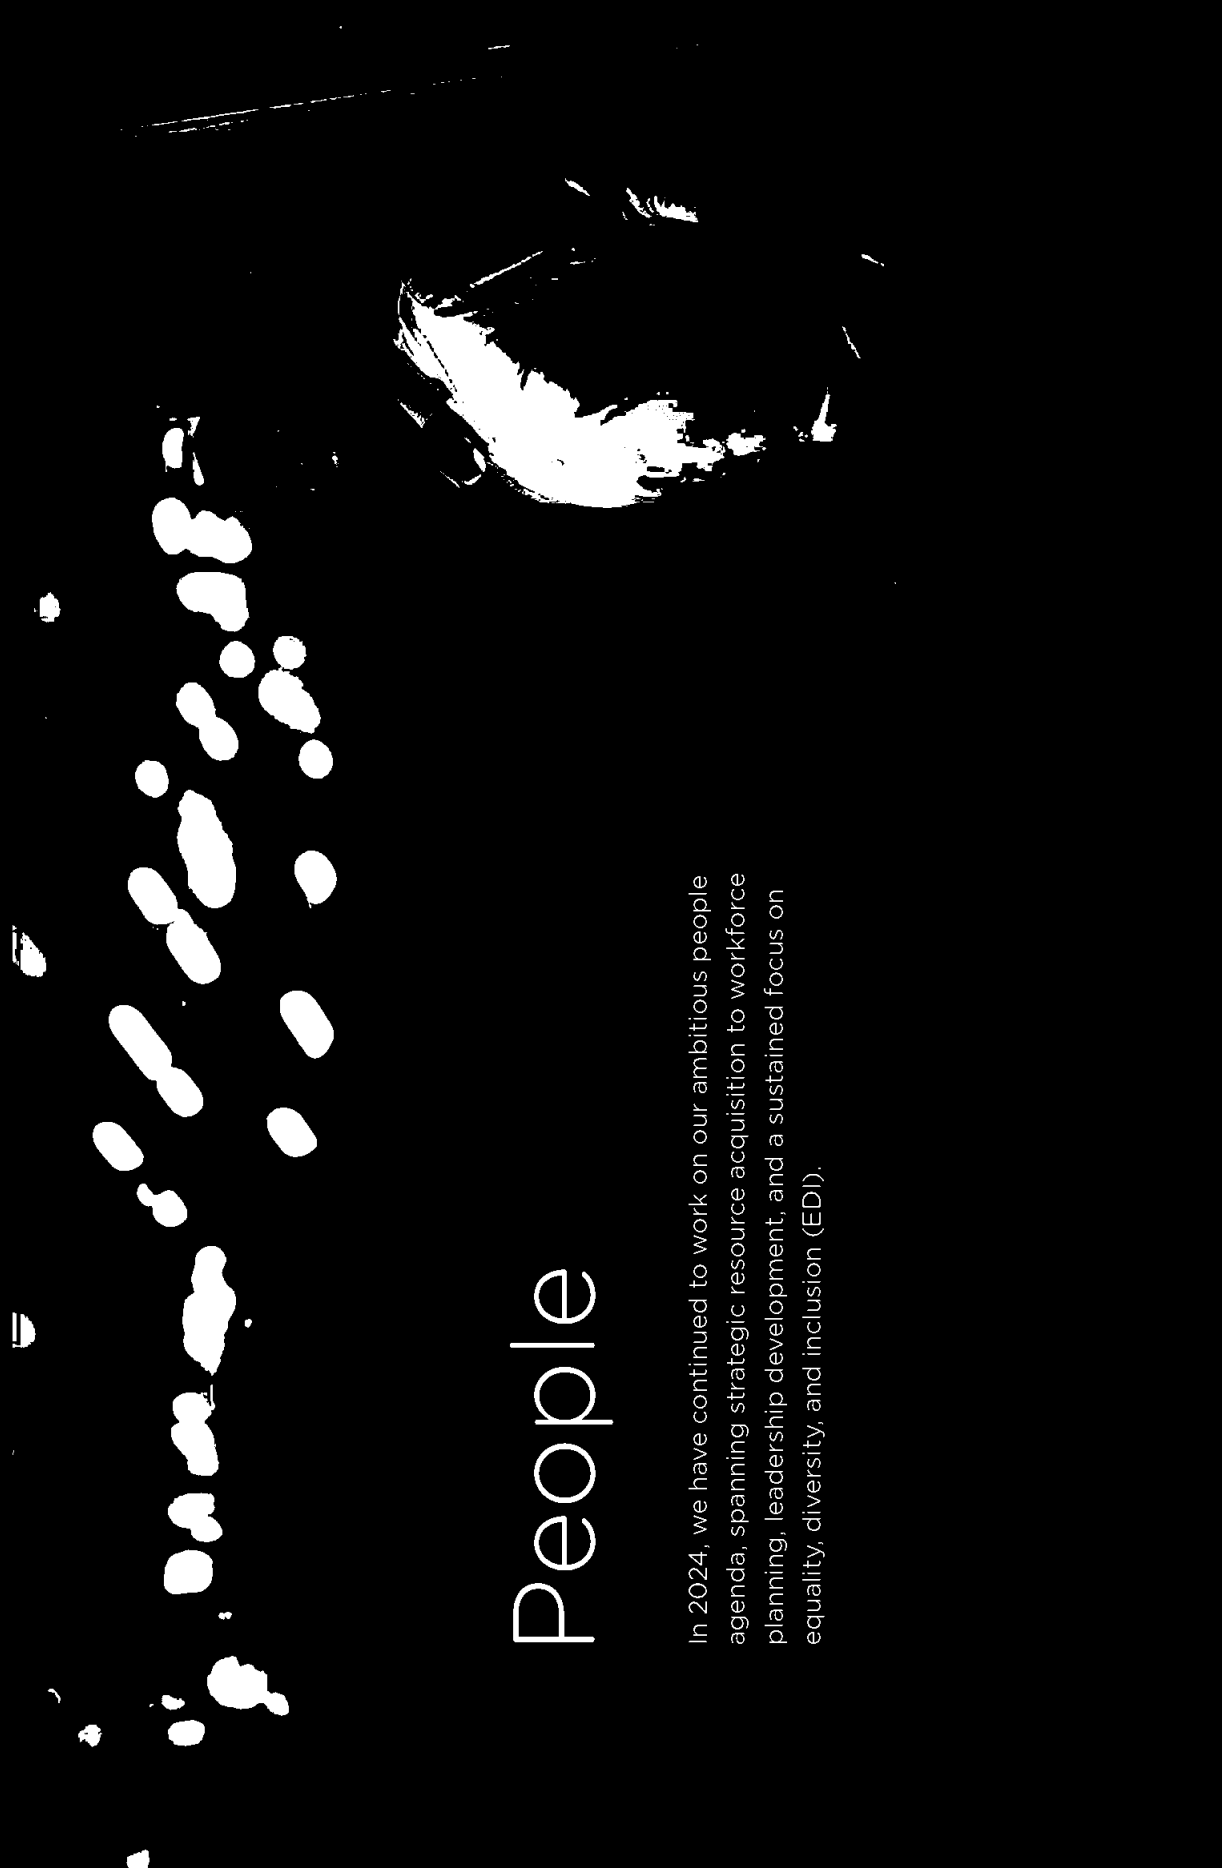 People
In 2024, we have continued to work on our ambitious people
agenda, spanning strategic resource acquisition to workforce
planning, leadership development, and a sustained focus on
equality, diversity, and inclusion (EDI).